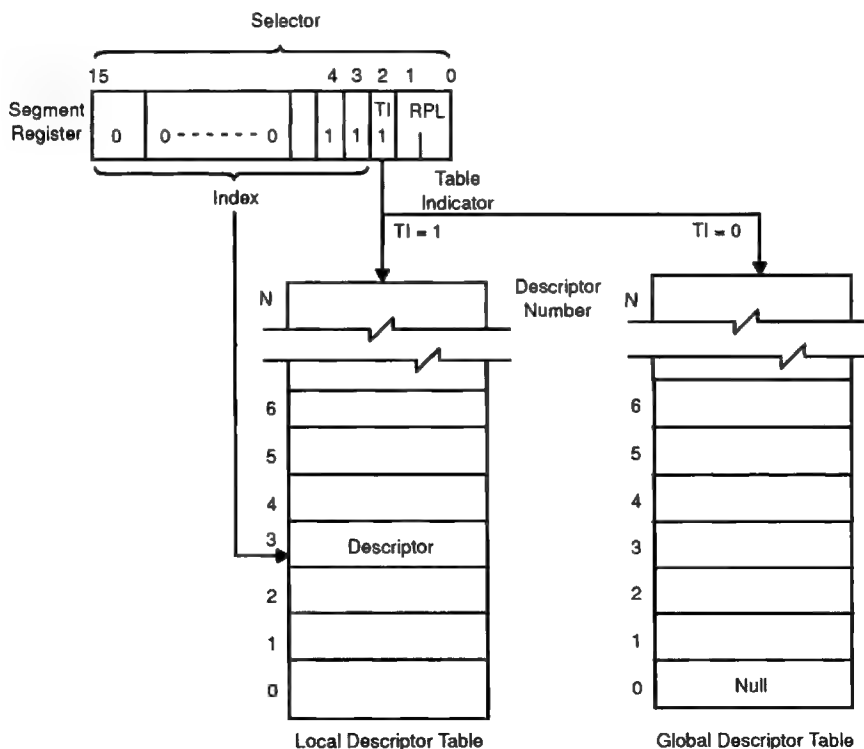 Selector
15 4 3 2 1 0
Segment Register
TI RPL
0 0 ------ 0 1 1 1
Index
Table Indicator
TI = 1 TI = 0
N
Descriptor Number
N
6
5
4
3 Descriptor
2
1
0
6
5
4
3
2
1
0 Null
Local Descriptor Table
Global Descriptor Table